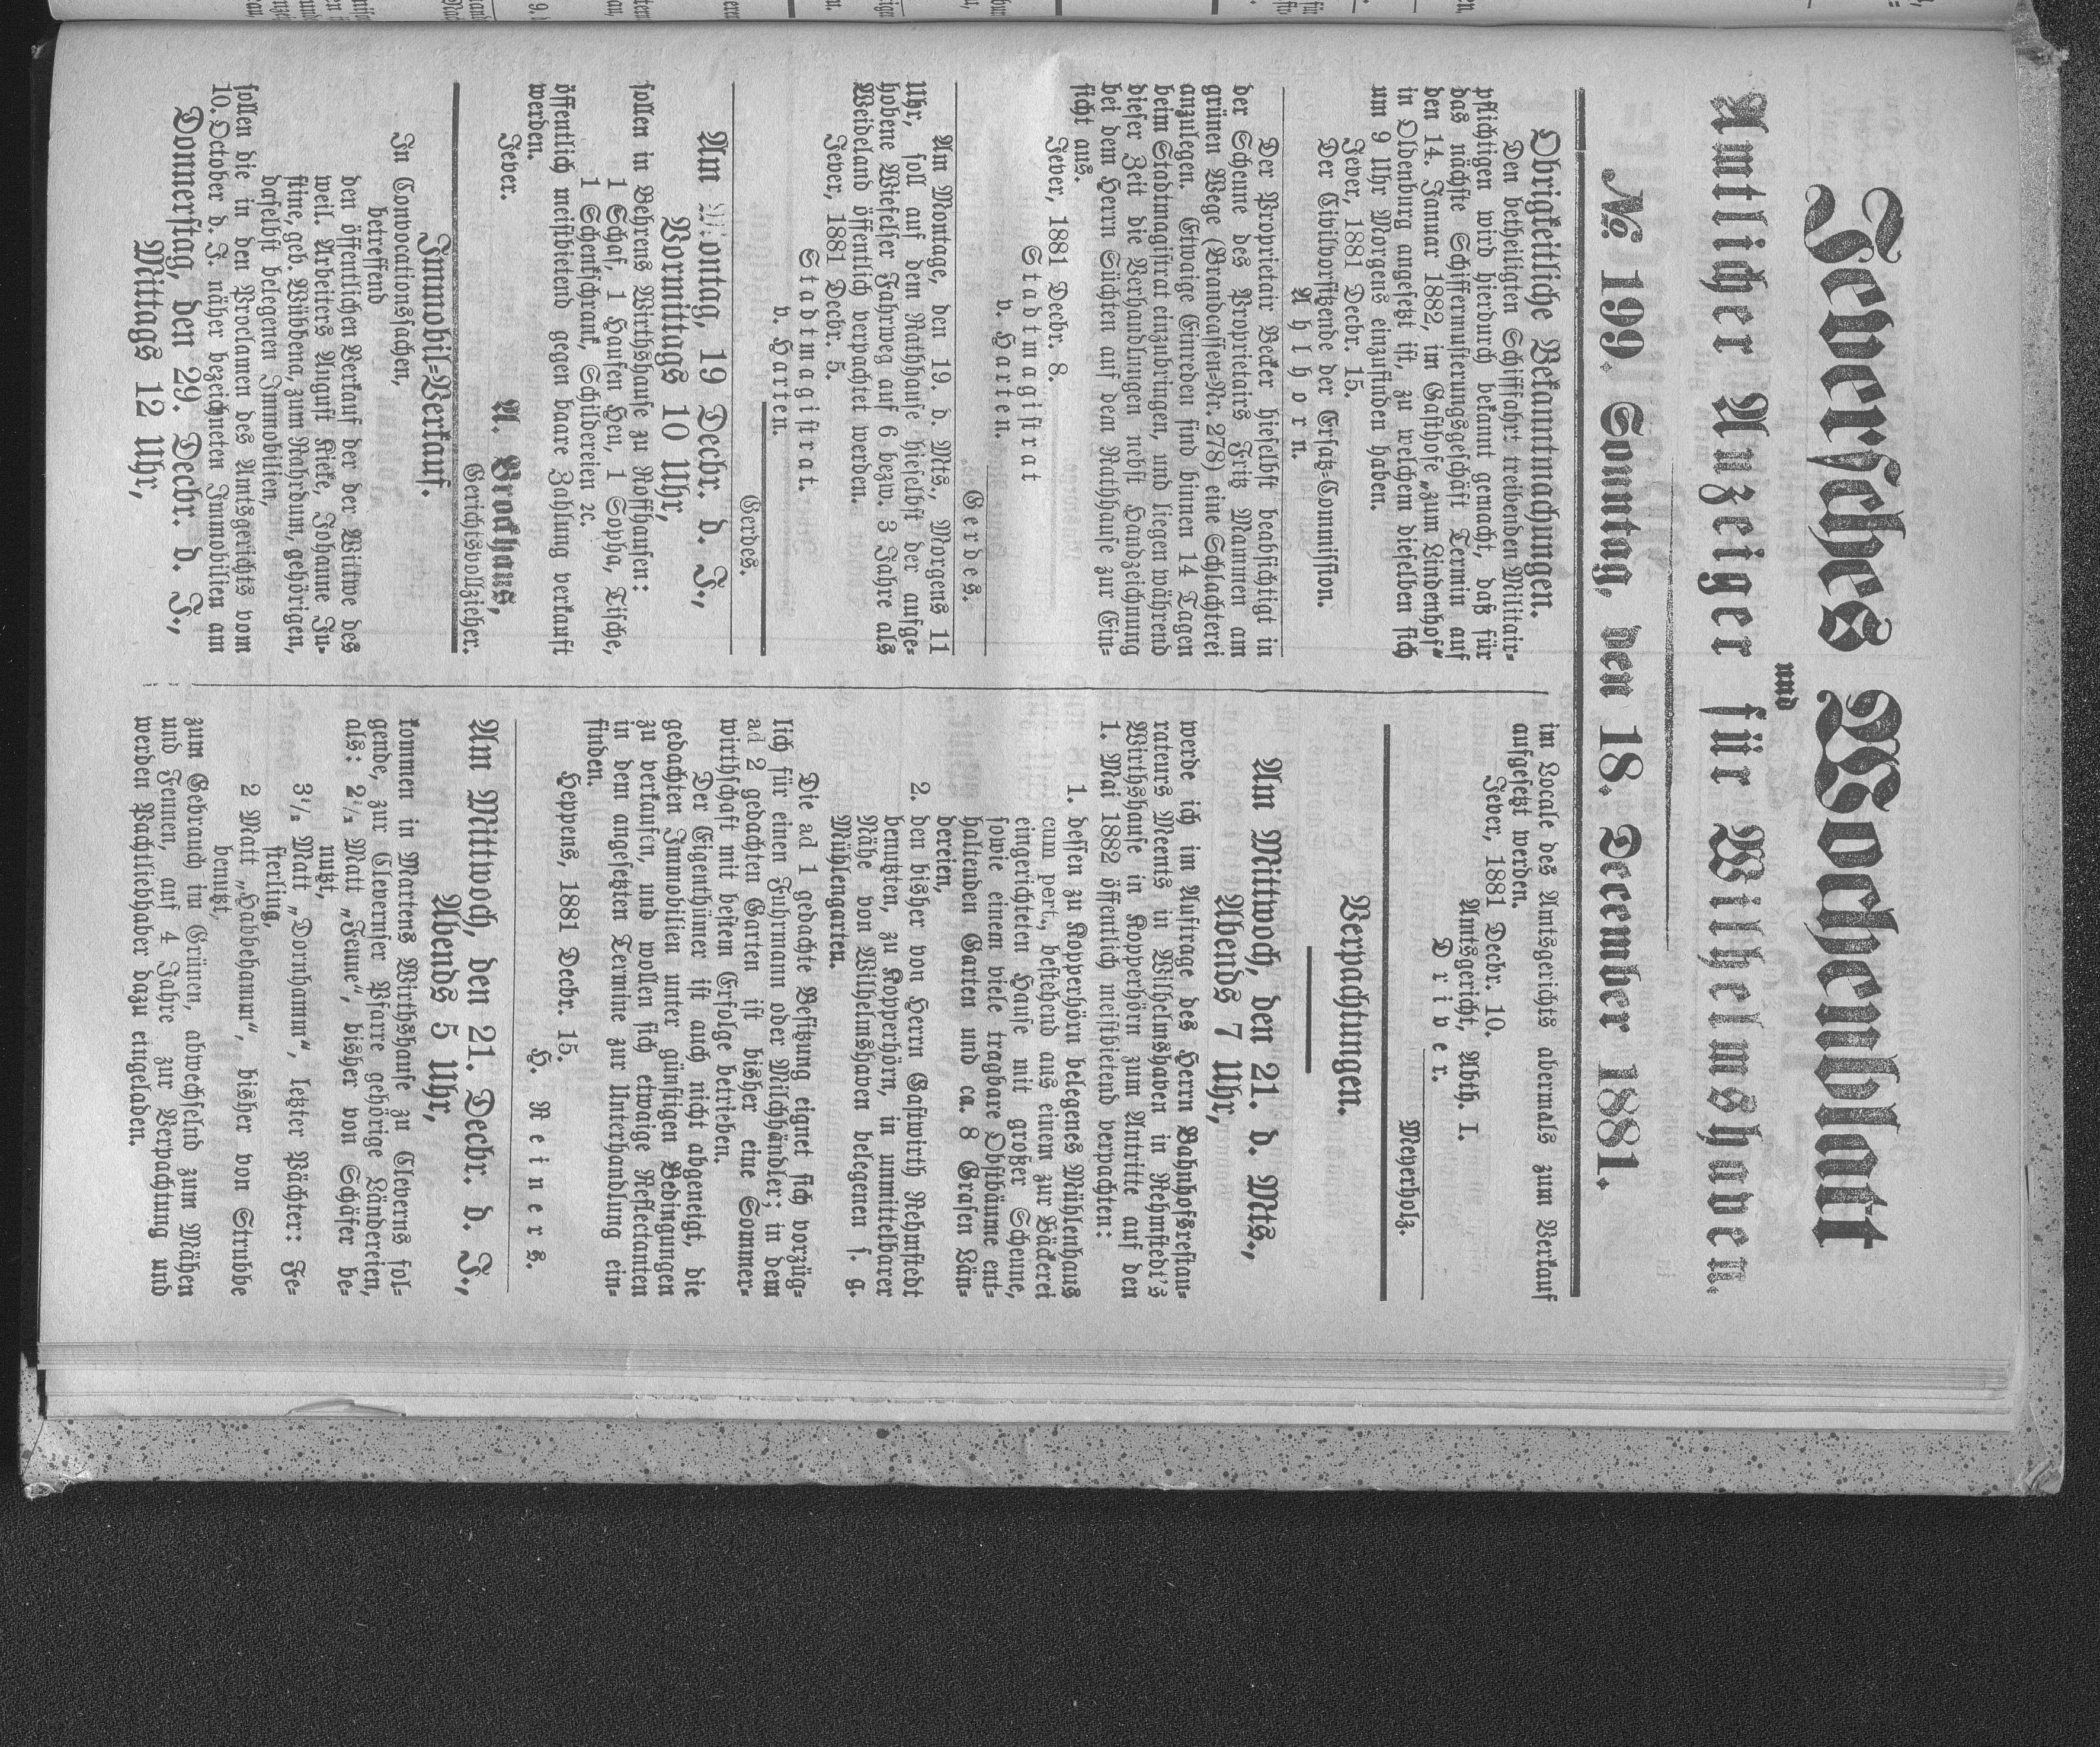 Jeversches Wochenblatt
und
Amtlicher Anzeiger für Wilhelmshaven.
№ 199. Sonntag, den 18. December 1881.
Obrigkeitliche Bekanntmachungen.
Den betheiligten Schifffahrt treibenden Militair-
pflichtigen wird hierdurch bekannt gemacht, daß für
das nächste Schiffermusterungsgeschäft Termin auf
den 14. Januar 1882, im Gasthofe „zum Lindenhof“
in Oldenburg angesetzt ist, zu welchem dieselben sich
um 9 Uhr Morgens einzufinden haben.
Jever, 1881 Decbr. 15.
Der Civilvorsitzende der Ersatz-Commission.
Ahlhorn.
Der Proprietair Becker hieselbst beabsichtigt in
der Scheune des Proprietairs Fritz Mammen am
grünen Wege (Brandcassen-Nr. 278) eine Schlachterei
anzulegen. Etwaige Einreden sind binnen 14 Tagen
beim Stadtmagistrat einzubringen, und liegen während
dieser Zeit die Verhandlungen nebst Handzeichnung
bei dem Herrn Süchten auf dem Rathhause zur Ein-
sicht aus.
Jever, 1881 Decbr. 8.
Stadtmagistrat
v. Harten.
Gerdes.
Am Montage, den 19. d. Mts., Morgens 11
Uhr, soll auf dem Rathhause hieselbst der aufge-
hobene Wieselser Fahrweg auf 6 bezw. 3 Jahre als
Weideland öffentlich verpachtet werden.
Jever, 1881 Decbr. 5.
Stadtmagistrat.
v. Harten.
Gerdes.
Am Montag, 19 Decbr. d. J.,
Vormittags 10 Uhr,
sollen in Behrens Wirthshause zu Roffhausen:
1 Schaf, 1 Haufen Heu, 1 Sopha, Tische,
1 Schenkschrank, Schildereien ꝛc.
öffentlich meistbietend gegen baare Zahlung verkauft
werden.
Jever.
A. Brockhaus,
Gerichtsvollzieher.
Immobil-Verkauf.
In Convocationssachen,
betreffend
den öffentlichen Verkauf der der Wittwe des
weil. Arbeiters August Fieke, Johanne Ju-
stine, geb. Wübbena, zum Nahrdum, gehörigen,
daselbst belegenen Immobilien,
sollen die in den Proclamen des Amtsgerichts vom
10. October d. J. näher bezeichneten Immobilien am
Donnerstag, den 29. Decbr. d. J.,
Mittags 12 Uhr,
im Locale des Amtsgerichts abermals zum Verkauf
aufgesetzt werden.
Jever, 1881 Decbr. 10.
Amtsgericht, Abth. I.
Driver.
Meyerholz.
Verpachtungen.
Am Mittwoch, den 21. d. Mts.,
Abends 7 Uhr,
werde ich im Auftrage des Herrn Bahnhofsrestau-
rateurs Meents in Wilhelmshaven in Rehmstedt's
Wirthshause in Kopperhörn zum Antritte auf den
1. Mai 1882 öffentlich meistbietend verpachten:
1. dessen zu Kopperhörn belegenes Mühlenhaus
cum pert., bestehend aus einem zur Bäckerei
eingerichteten Hause mit großer Scheune,
sowie einem viele tragbare Obstbäume ent-
haltenden Garten und ca. 8 Grasen Län-
dereien,
2. den bisher von Herrn Gastwirth Rehmstedt
benutzten, zu Kopperhörn, in unmittelbarer
Nähe von Wilhelmshaven belegenen s. g.
Mühlengarten.
Die ad 1 gedachte Besitzung eignet sich vorzüg-
lich für einen Fuhrmann oder Milchhändler; in dem
ad 2 gedachten Garten ist bisher eine Sommer-
wirthschaft mit bestem Erfolge betrieben.
Der Eigenthümer ist auch nicht abgeneigt, die
gedachten Immobilien unter günstigen Bedingungen
zu verkaufen, und wollen sich etwaige Reflectanten
in dem angesetzten Termine zur Unterhandlung ein-
finden.
Heppens, 1881 Decbr. 15.
H. Reiners.
Am Mittwoch, den 21. Decbr. d. J.,
Abends 5 Uhr,
kommen in Martens Wirthshause zu Cleverns fol-
gende, zur Clevernser Pfarre gehörige Ländereien,
als: 2½ Matt „Fenne“, bisher von Schäfer be-
nutzt,
3½ Matt „Dornhamm“, letzter Pächter: Fe-
sterling,
2 Matt „Habbehamm“, bisher von Strubbe
benutzt,
zum Gebrauch im Grünen, abwechselnd zum Mähen
und Fennen, auf 4 Jahre zur Verpachtung und
werden Pachtliebhaber dazu eingeladen.